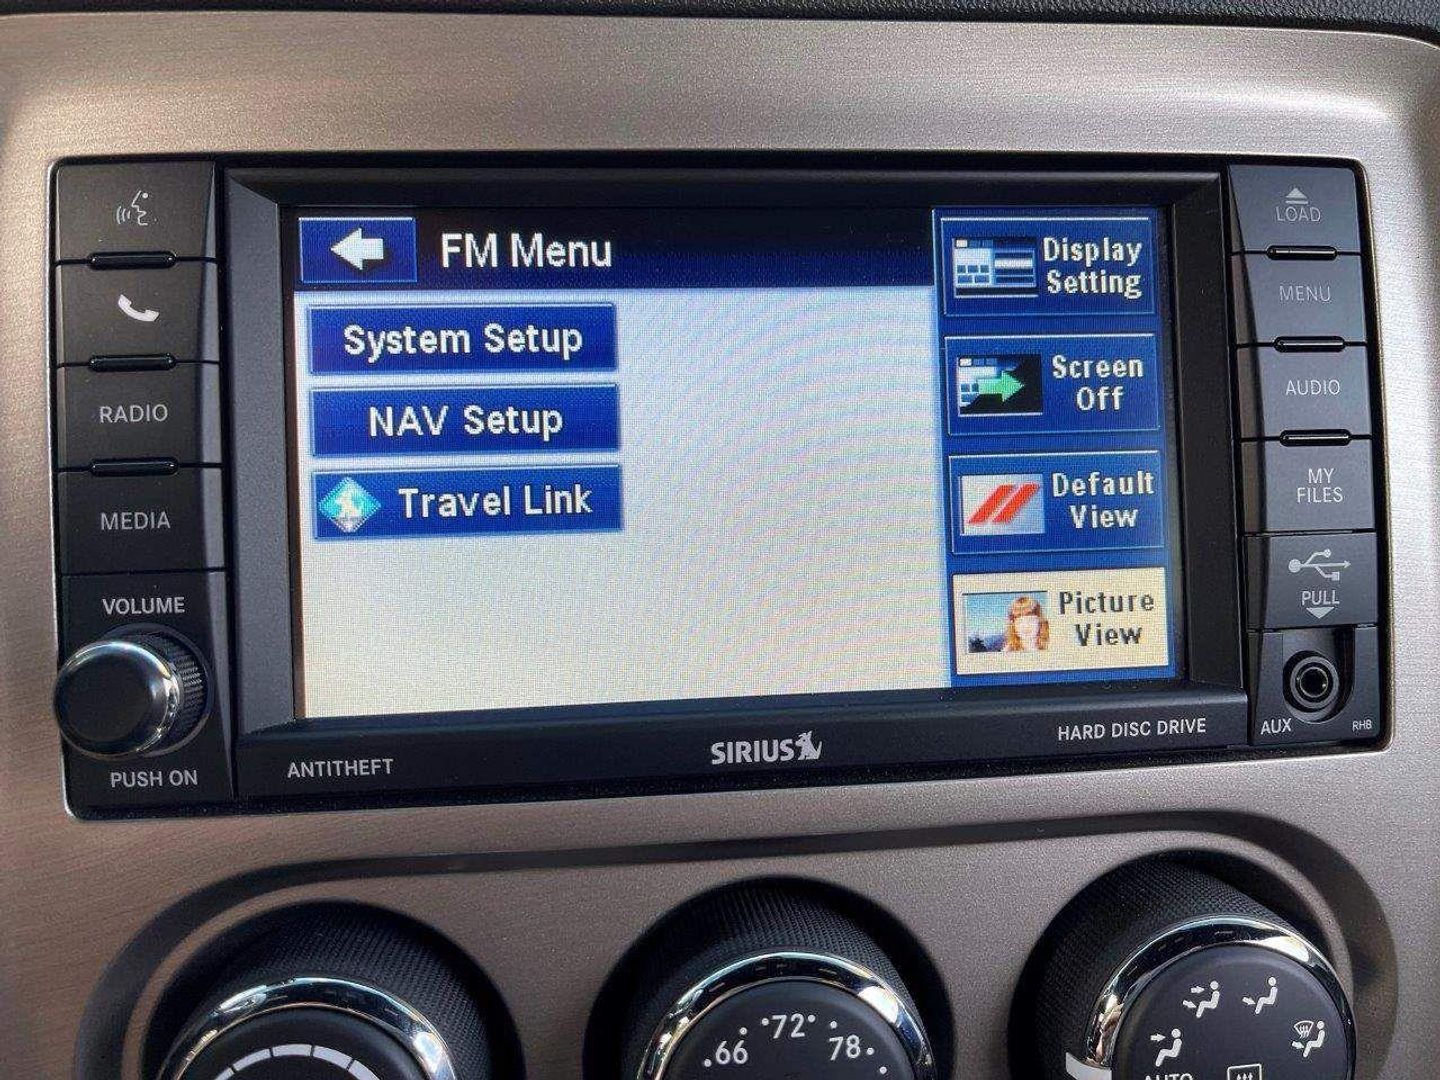 LOAD
MENU
AUDIO
MY
FILES
PULL
AUX
RHB
RADIO
MEDIA
VOLUME
PUSH ON
FM Menu
System Setup
NAV Setup
Travel Link
Display
Setting
Screen
Off
Default
View
Picture
View
ANTITHEFT
SIRIUS
HARD DISC DRIVE
66
72
78
AUTO